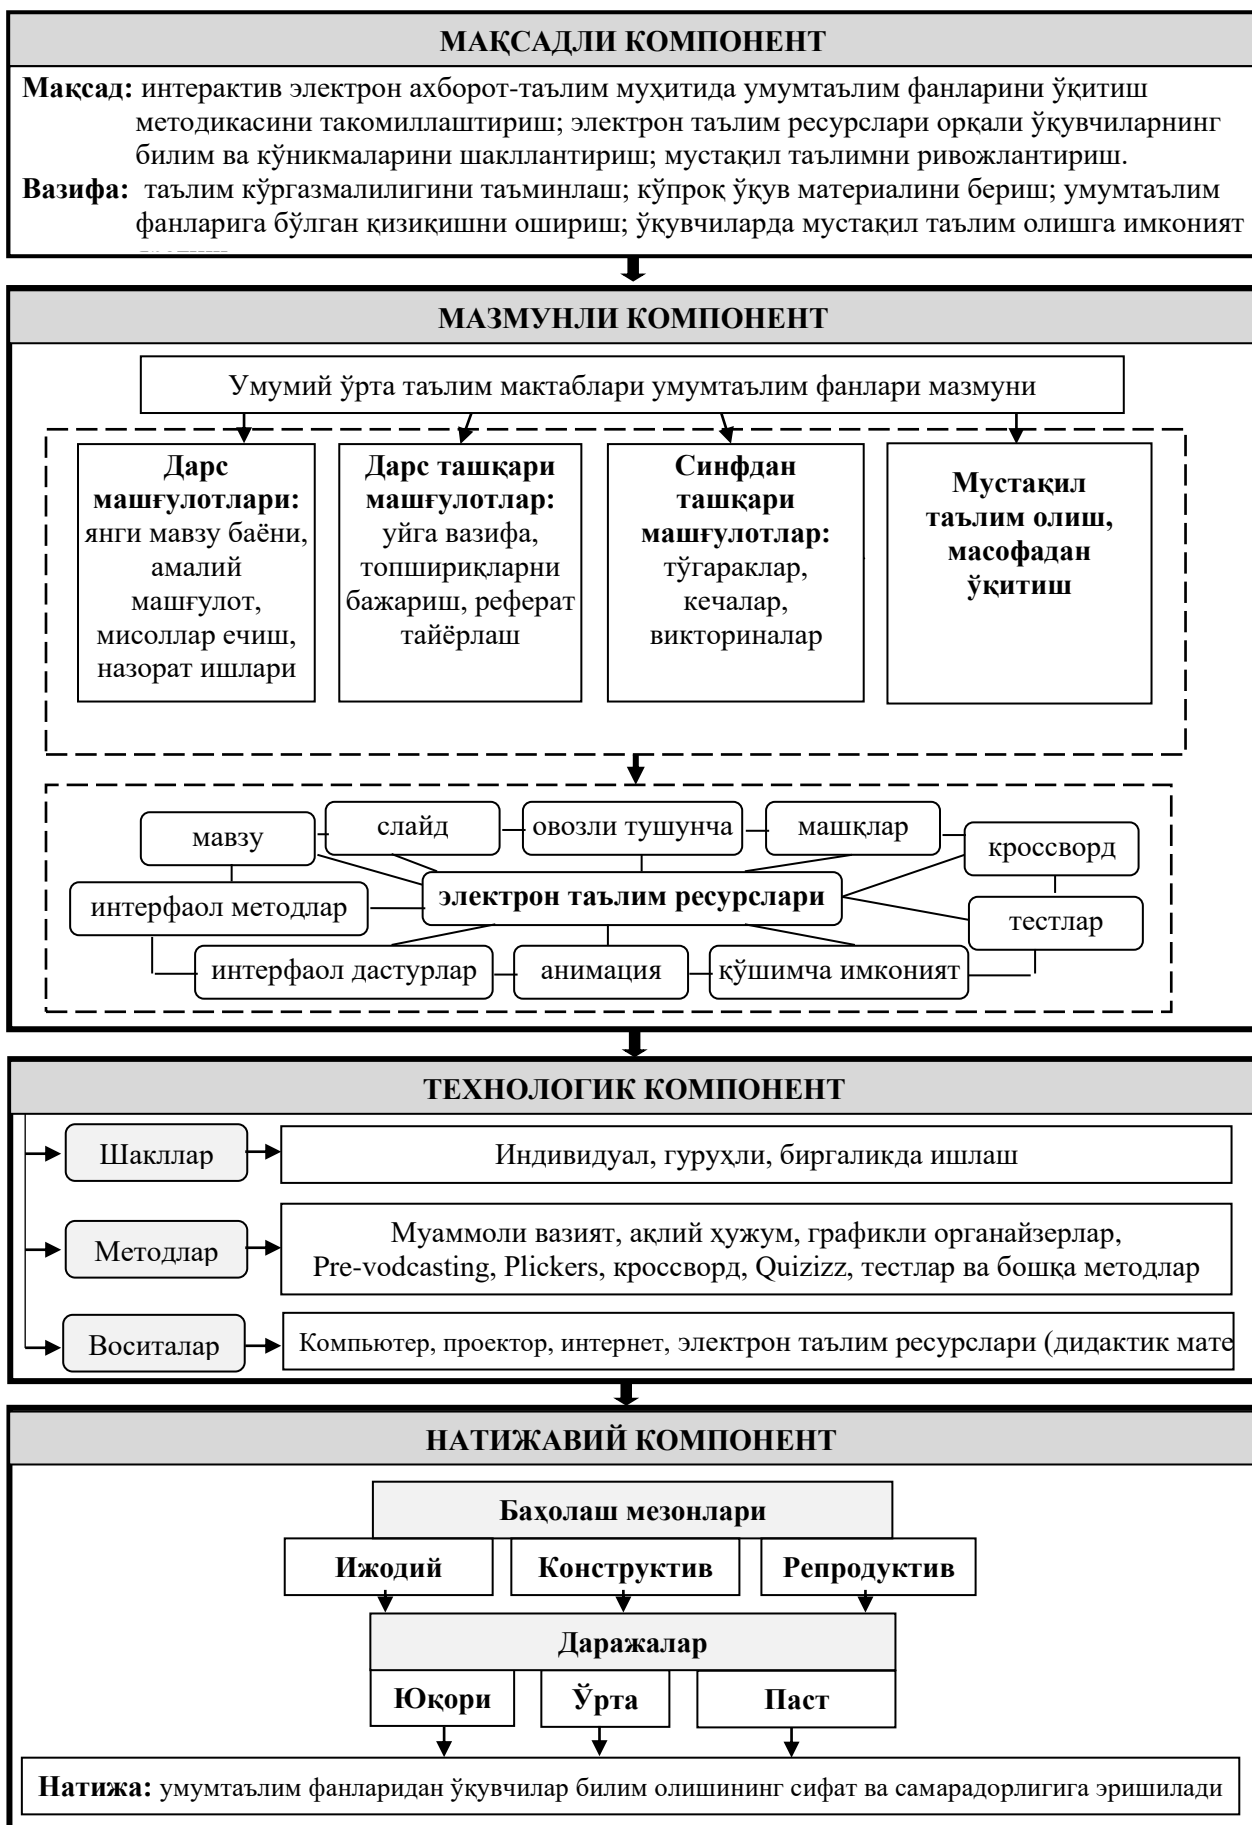 МАҚСАДЛИ КОМПОНЕНТ
Мақсад: интерактив электрон ахборот-таълим муҳитида умумтаълим фанларини ўқитиш
методикасини такомиллаштириш; электрон таълим ресурслари орқали ўқувчиларнинг
билим ва кўникмаларини шакллантириш; мустақил таълимни ривожлантириш.
Вазифа: таълим кўргазмалилигини таъминлаш; кўпроқ ўқув материалини бериш; умумтаълим
фанларига бўлган қизиқишни ошириш; ўқувчиларда мустақил таълим олишга имконият
МАЗМУНЛИ КОМПОНЕНТ
Умумий ўрта таълим мактаблари умумтаълим фанлари мазмуни
Дарс
машғулотлари:
янги мавзу баёни,
амалий
машғулот,
мисоллар ечиш,
назорат ишлари
Дарс ташқари
машғулотлар:
уйга вазифа,
топшириқларни
бажариш, реферат
тайёрлаш
Синфдан
ташқари
машғулотлар:
тўгараклар,
кечалар,
викториналар
Мустақил
таълим олиш,
масофадан
ўқитиш
мавзу
слайд
овозли тушунча
машқлар
кроссворд
интерфаол методлар
электрон таълим ресурслари
тестлар
интерфаол дастурлар
анимация
қўшимча имконият
ТЕХНОЛОГИК КОМПОНЕНТ
Шакллар
Индивидуал, гуруҳли, биргаликда ишлаш
Методлар
Муаммоли вазият, ақлий ҳужум, графикли органайзерлар,
Pre-vodcasting, Plickers, кроссворд, Quizizz, тестлар ва бошқа методлар
Воситалар
Компьютер, проектор, интернет, электрон таълим ресурслари (дидактик мате
НАТИЖАВИЙ КОМПОНЕНТ
Баҳолаш мезонлари
Ижодий
Конструктив
Репродуктив
Даражалар
Юқори
Ўрта
Паст
Натижа: умумтаълим фанларидан ўқувчилар билим олишининг сифат ва самарадорлигига эришилади